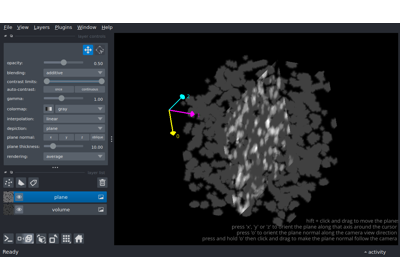 File View Layers Plugins Window Help
layer controls
opacity: 0.50
blending: additive
contrast limits:
auto-contrast: once continuous
gamma: 1.00
colormap: gray
interpolation: linear
depiction: plane
plane normal: x y z oblique
plane thickness: 10.00
rendering: average
layer list
plane
volume
hift + click and drag to move the plane
press 'x', 'y' or 'z' to orient the plane along that axis around the cursor
press 'o' to orient the plane normal along the camera view direction
press and hold 'o' then click and drag to make the plane normal follow the camera
Ready
activity